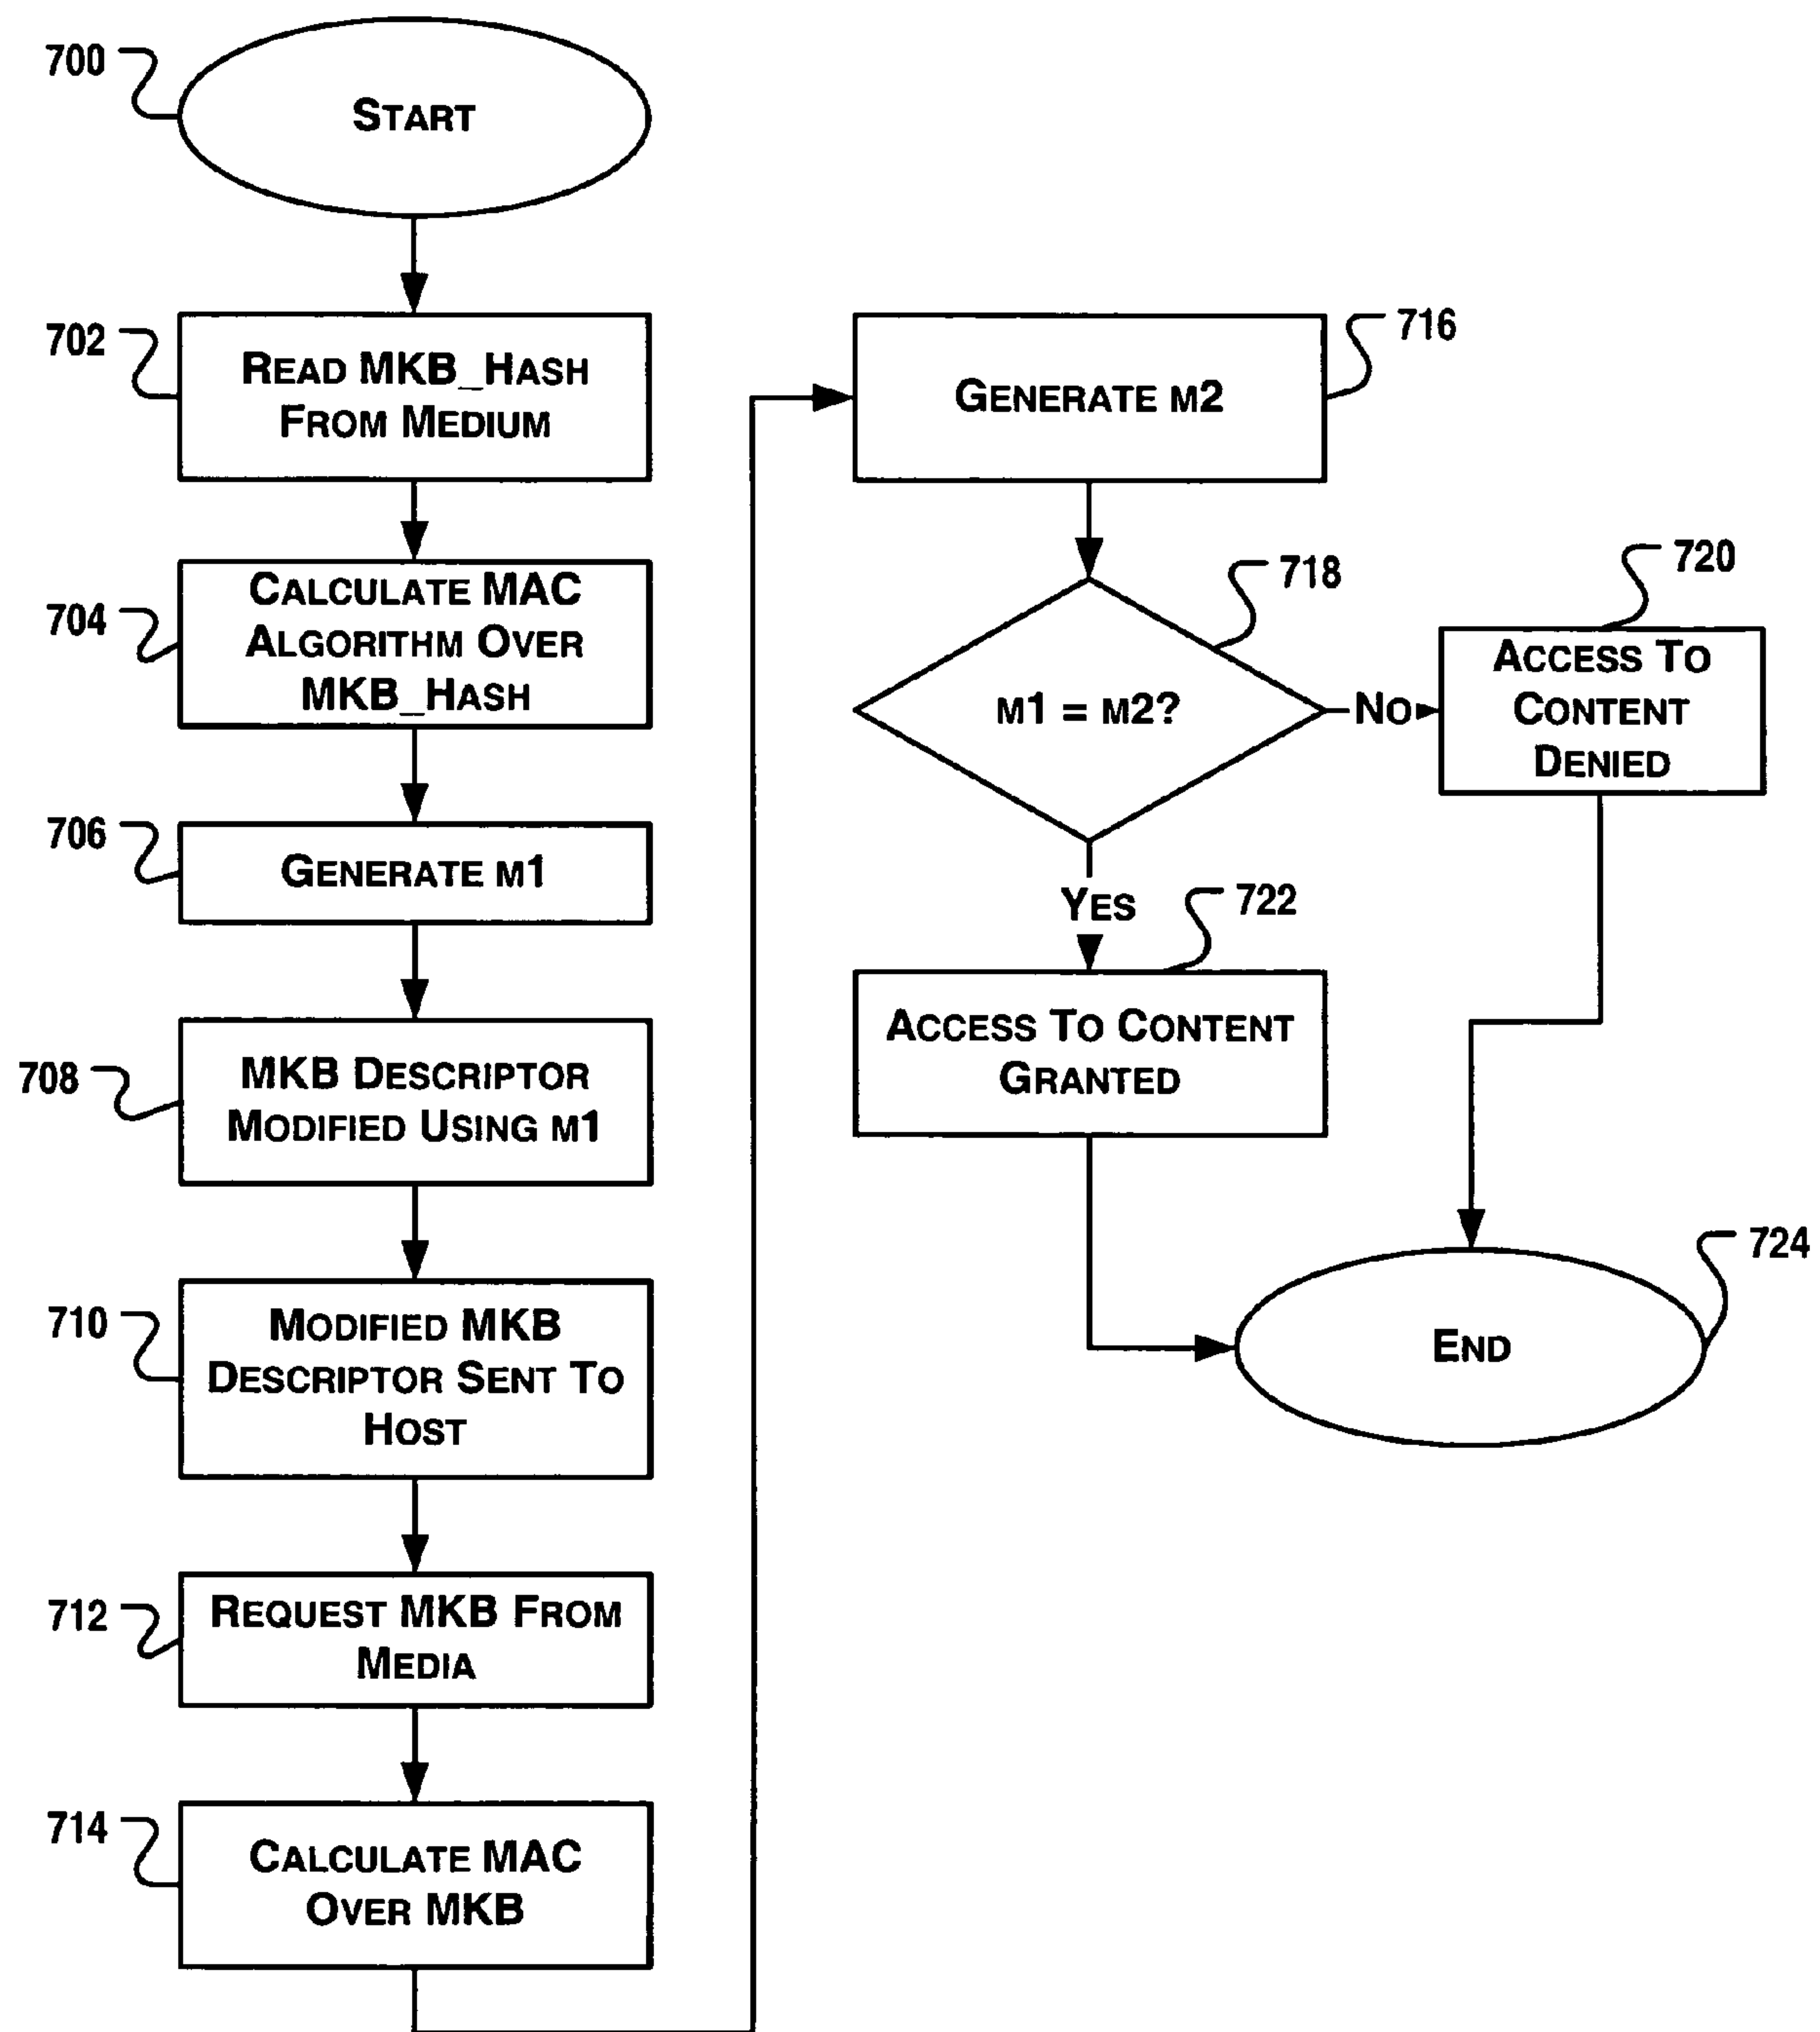 700
START
702
READ MKB_HASH
FROM MEDIUM
704
CALCULATE MAC
ALGORITHM OVER
MKB_HASH
706
GENERATE M1
708
MKB DESCRIPTOR
MODIFIED USING M1
710
MODIFIED MKB
DESCRIPTOR SENT TO
HOST
712
REQUEST MKB FROM
MEDIA
714
CALCULATE MAC
OVER MKB
716
GENERATE M2
718
M1 = M2?
NO
720
ACCESS TO
CONTENT
DENIED
YES
722
ACCESS TO CONTENT
GRANTED
724
END